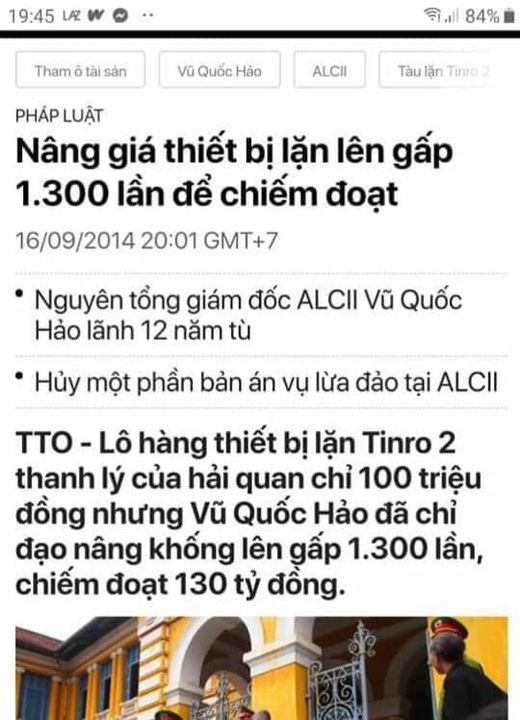 19:45 LAZ
84%
Tham ô tài sản
Vũ Quốc Hảo
ALCII
Tàu lặn Tinro 2
PHÁP LUẬT
Nâng giá thiết bị lặn lên gấp
1.300 lần để chiếm đoạt
16/09/2014 20:01 GMT+7
• Nguyên tổng giám đốc ALCII Vũ Quốc
Hảo lãnh 12 năm tù
• Hủy một phần bản án vụ lừa đảo tại ALCII
TTO - Lô hàng thiết bị lặn Tinro 2
thanh lý của hải quan chỉ 100 triệu
đồng nhưng Vũ Quốc Hảo đã chỉ
đạo nâng khống lên gấp 1.300 lần,
chiếm đoạt 130 tỷ đồng.